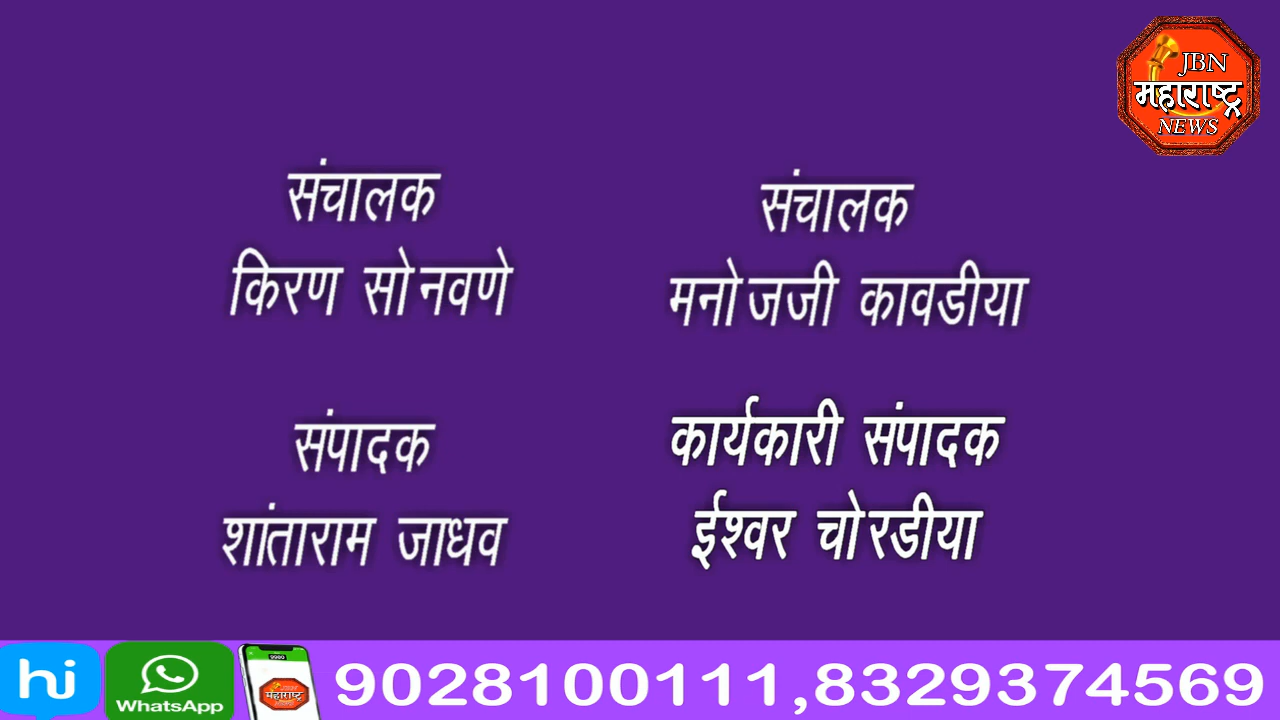 JBN
महाराष्ट्र
NEWS
संचालक
किरण सोनवणे
संचालक
मनोजजी कावडीया
संपादक
शांताराम जाधव
कार्यकारी संपादक
ईश्वर चोरडीया
hi
WhatsApp
महाराष्ट्र
9028100111,8329374569